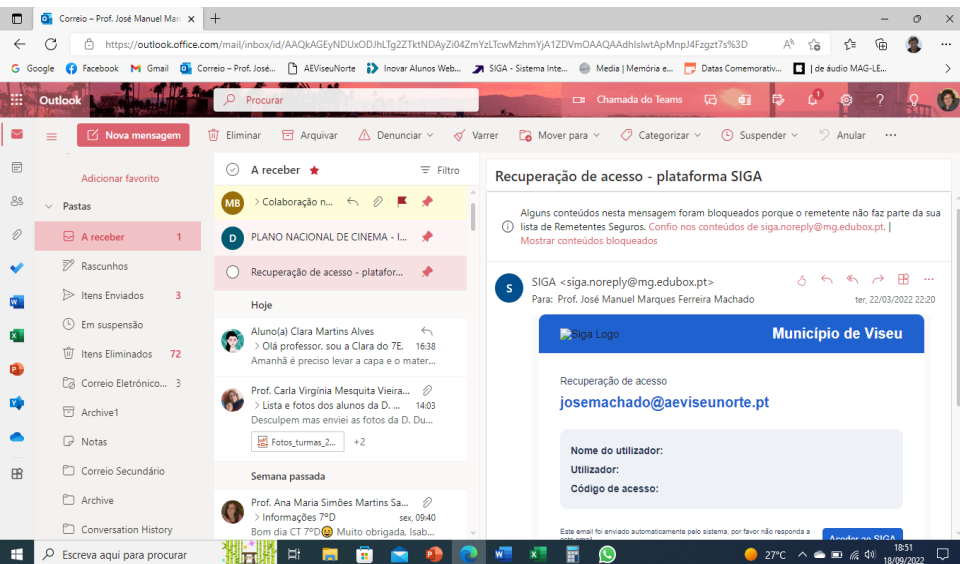 Correio – Prof. José Manuel Mar
https://outlook.office.com/mail/inbox/id/
Google Facebook Gmail Correio – Prof. José... AEViseuNorte Inovar Alunos Web... SIGA - Sistema Inte... Media | Memória e... Datas Comemorativ... | de áudio MAG-LE...
Outlook Procurar Chamada do Teams
Nova mensagem Eliminar Arquivar Denunciar Varrer Mover para Categorizar Suspender Anular
Adicionar favorito
Pastas
A receber 1
Rascunhos
Itens Enviados 3
Em suspensão
Itens Eliminados 72
Correio Eletrónico... 3
Archive1
Notas
Correio Secundário
Archive
Conversation History
A receber Filtro
MB Colaboração n...
D PLANO NACIONAL DE CINEMA - I...
Recuperação de acesso - platafor...
Hoje
Aluno(a) Clara Martins Alves
Olá professor. sou a Clara do 7E. 16:38
Amanhã é preciso levar a capa e o mater...
Prof. Carla Virgínia Mesquita Vieira...
Lista e fotos dos alunos da D. ... 14:03
Desculpem mas enviei as fotos da D. Du...
Fotos_turmas_2... +2
Semana passada
Prof. Ana Maria Simões Martins Sa...
Informações 7ºD sex, 09:40
Bom dia CT 7ºD Muito obrigada, Isab...
Recuperação de acesso - plataforma SIGA
Alguns conteúdos nesta mensagem foram bloqueados porque o remetente não faz parte da sua
lista de Remetentes Seguros. Confio nos conteúdos de siga.noreply@mg.edubox.pt. |
Mostrar conteúdos bloqueados
S SIGA <siga.noreply@mg.edubox.pt>
Para: Prof. José Manuel Marques Ferreira Machado ter, 22/03/2022 22:20
Siga Logo Município de Viseu
Recuperação de acesso
josemachado@aeviseunorte.pt
Nome do utilizador:
Utilizador:
Código de acesso:
Este email foi enviado automaticamente pelo sistema, por favor não responda a
este email. Aceder ao SIGA
Escreva aqui para procurar 27°C 18:51
18/09/2022